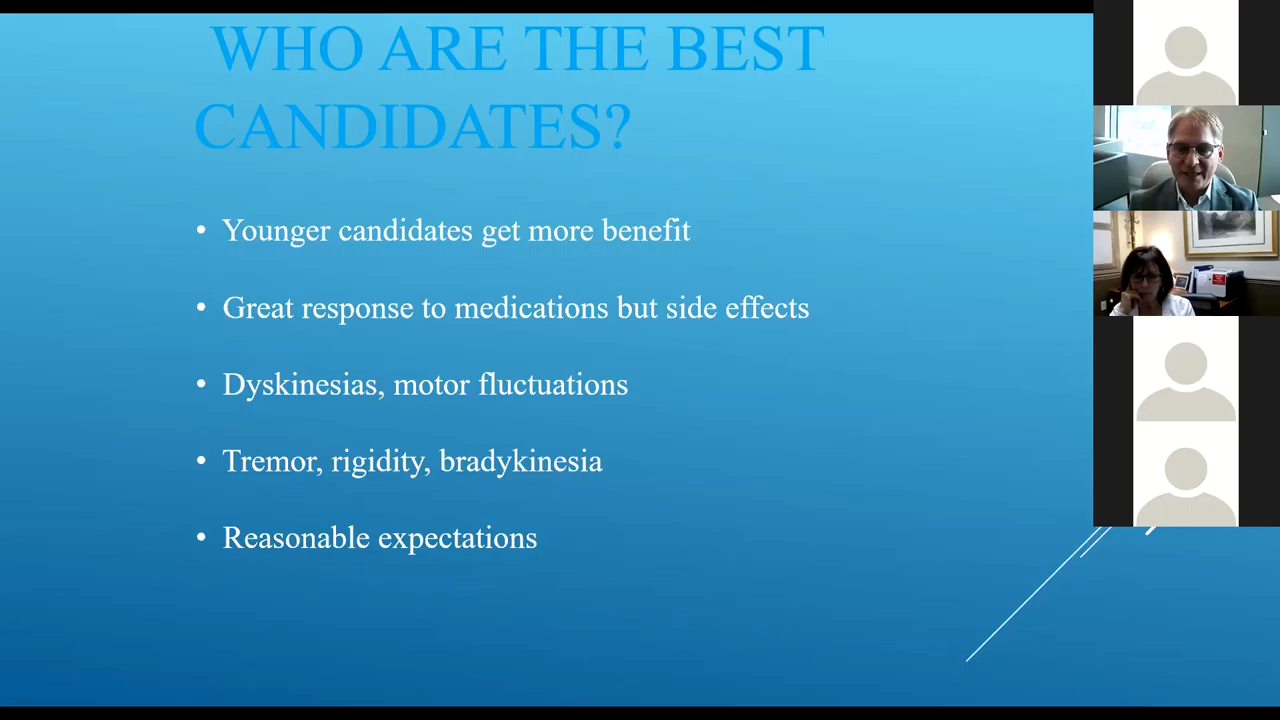 WHO ARE THE BEST
CANDIDATES?
• Younger candidates get more benefit
• Great response to medications but side effects
• Dyskinesias, motor fluctuations
• Tremor, rigidity, bradykinesia
• Reasonable expectations